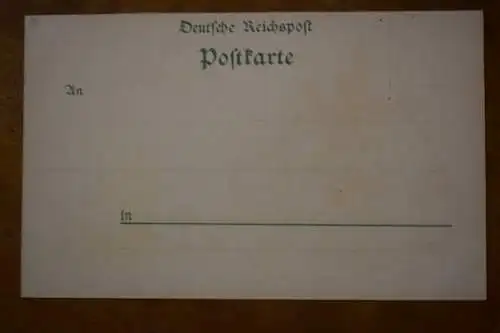 Deutsche Reichspost
Postkarte
An
in